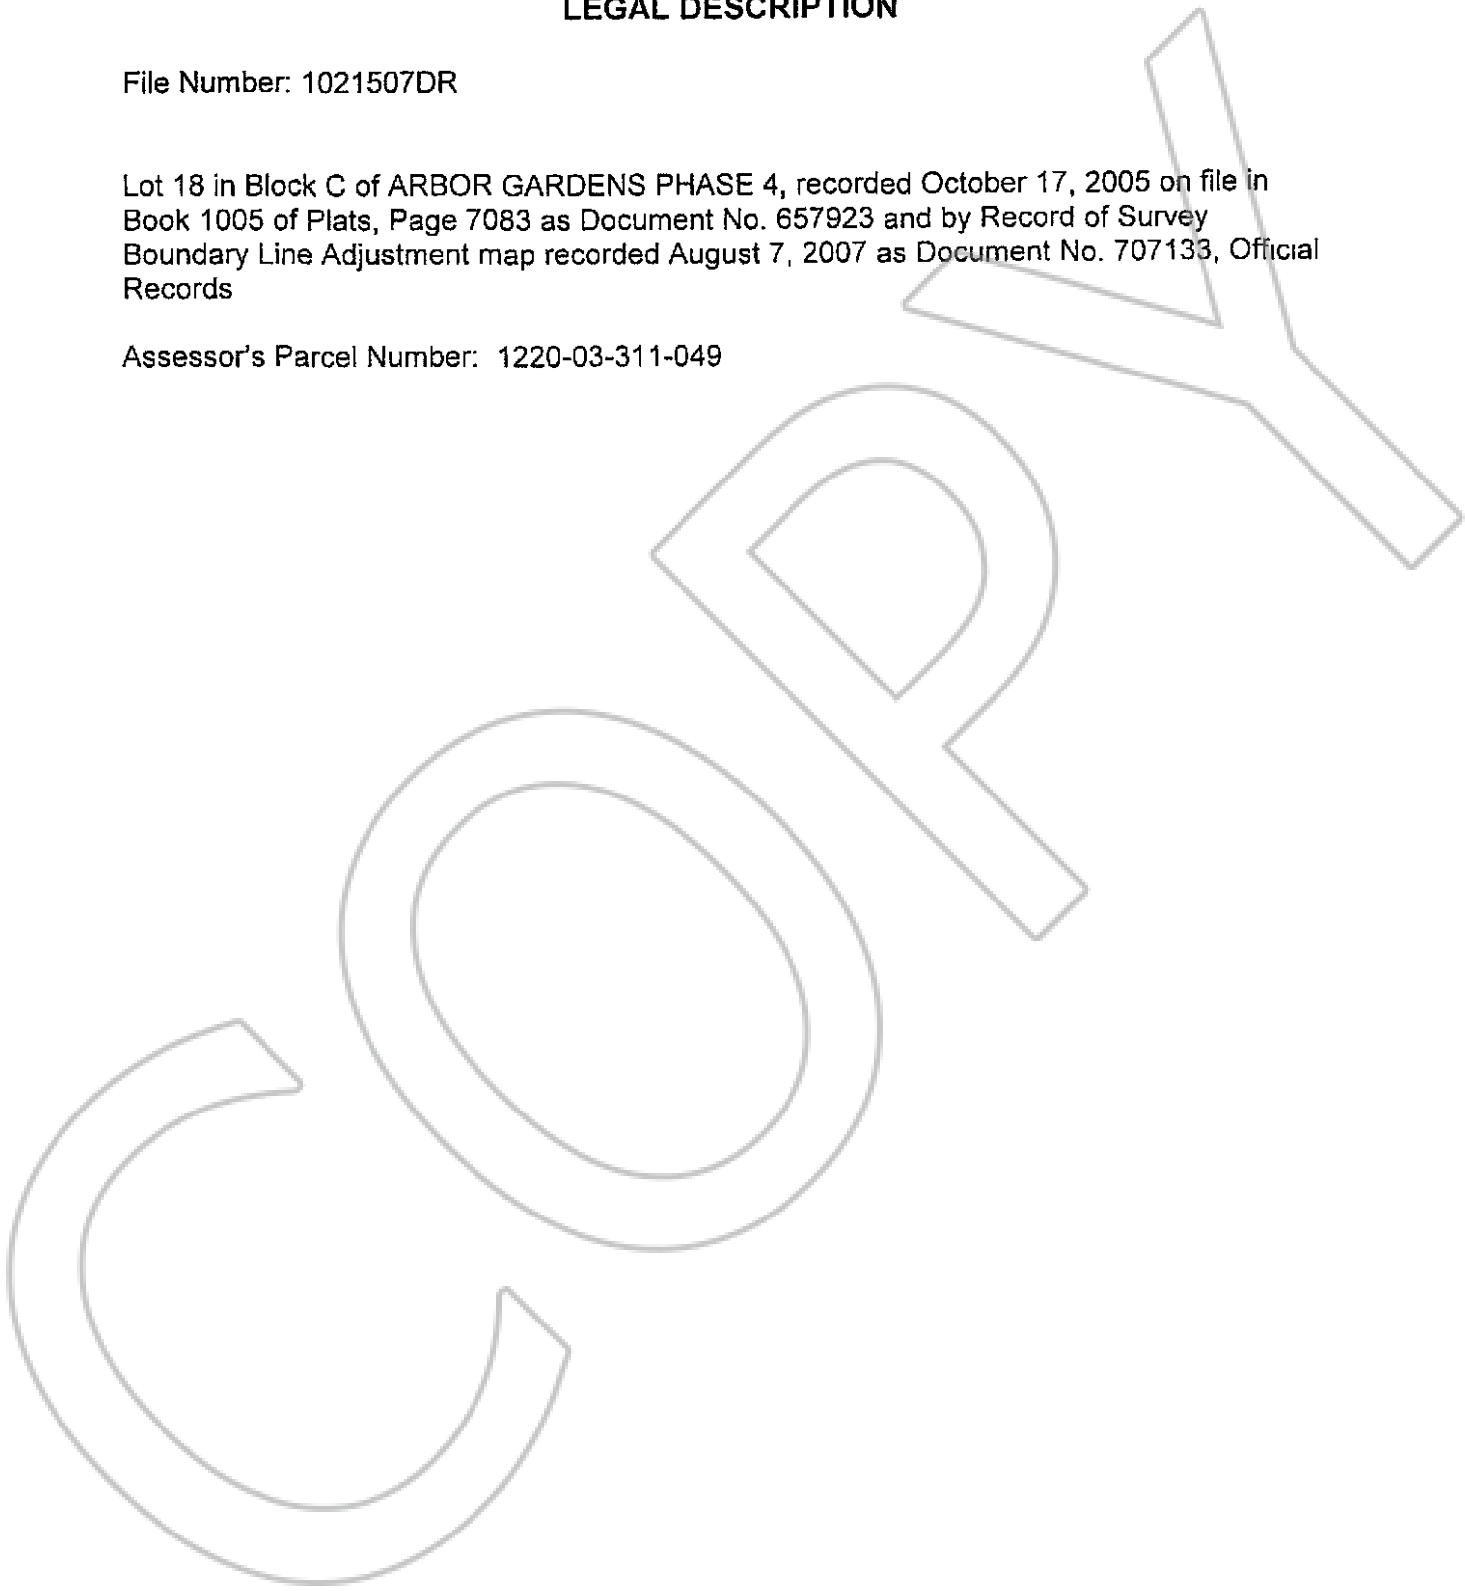 LEGAL DESCRIPTION
File Number: 1021507DR
Lot 18 in Block C of ARBOR GARDENS PHASE 4, recorded October 17, 2005 on file in
Book 1005 of Plats, Page 7083 as Document No. 657923 and by Record of Survey
Boundary Line Adjustment map recorded August 7, 2007 as Document No. 707133, Official
Records
Assessor's Parcel Number: 1220-03-311-049
COPY